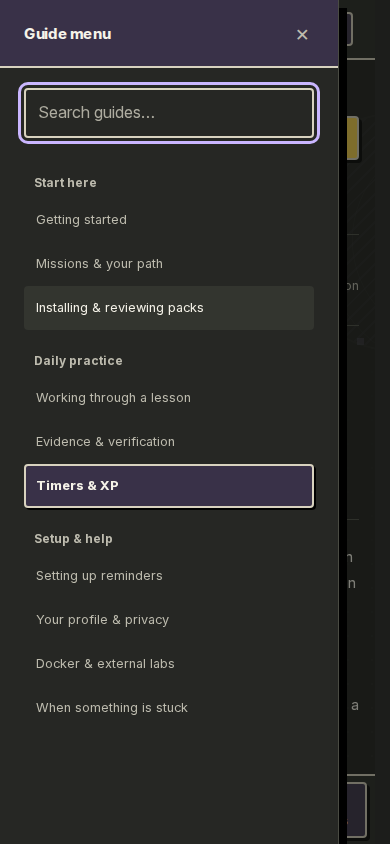 Guide menu
×
Search guides...
Start here
Getting started
Missions & your path
Installing & reviewing packs
on
Daily practice
Working through a lesson
Evidence & verification
Timers & XP
Setup & help
n
Setting up reminders
n
Your profile & privacy
Docker & external labs
When something is stuck
a